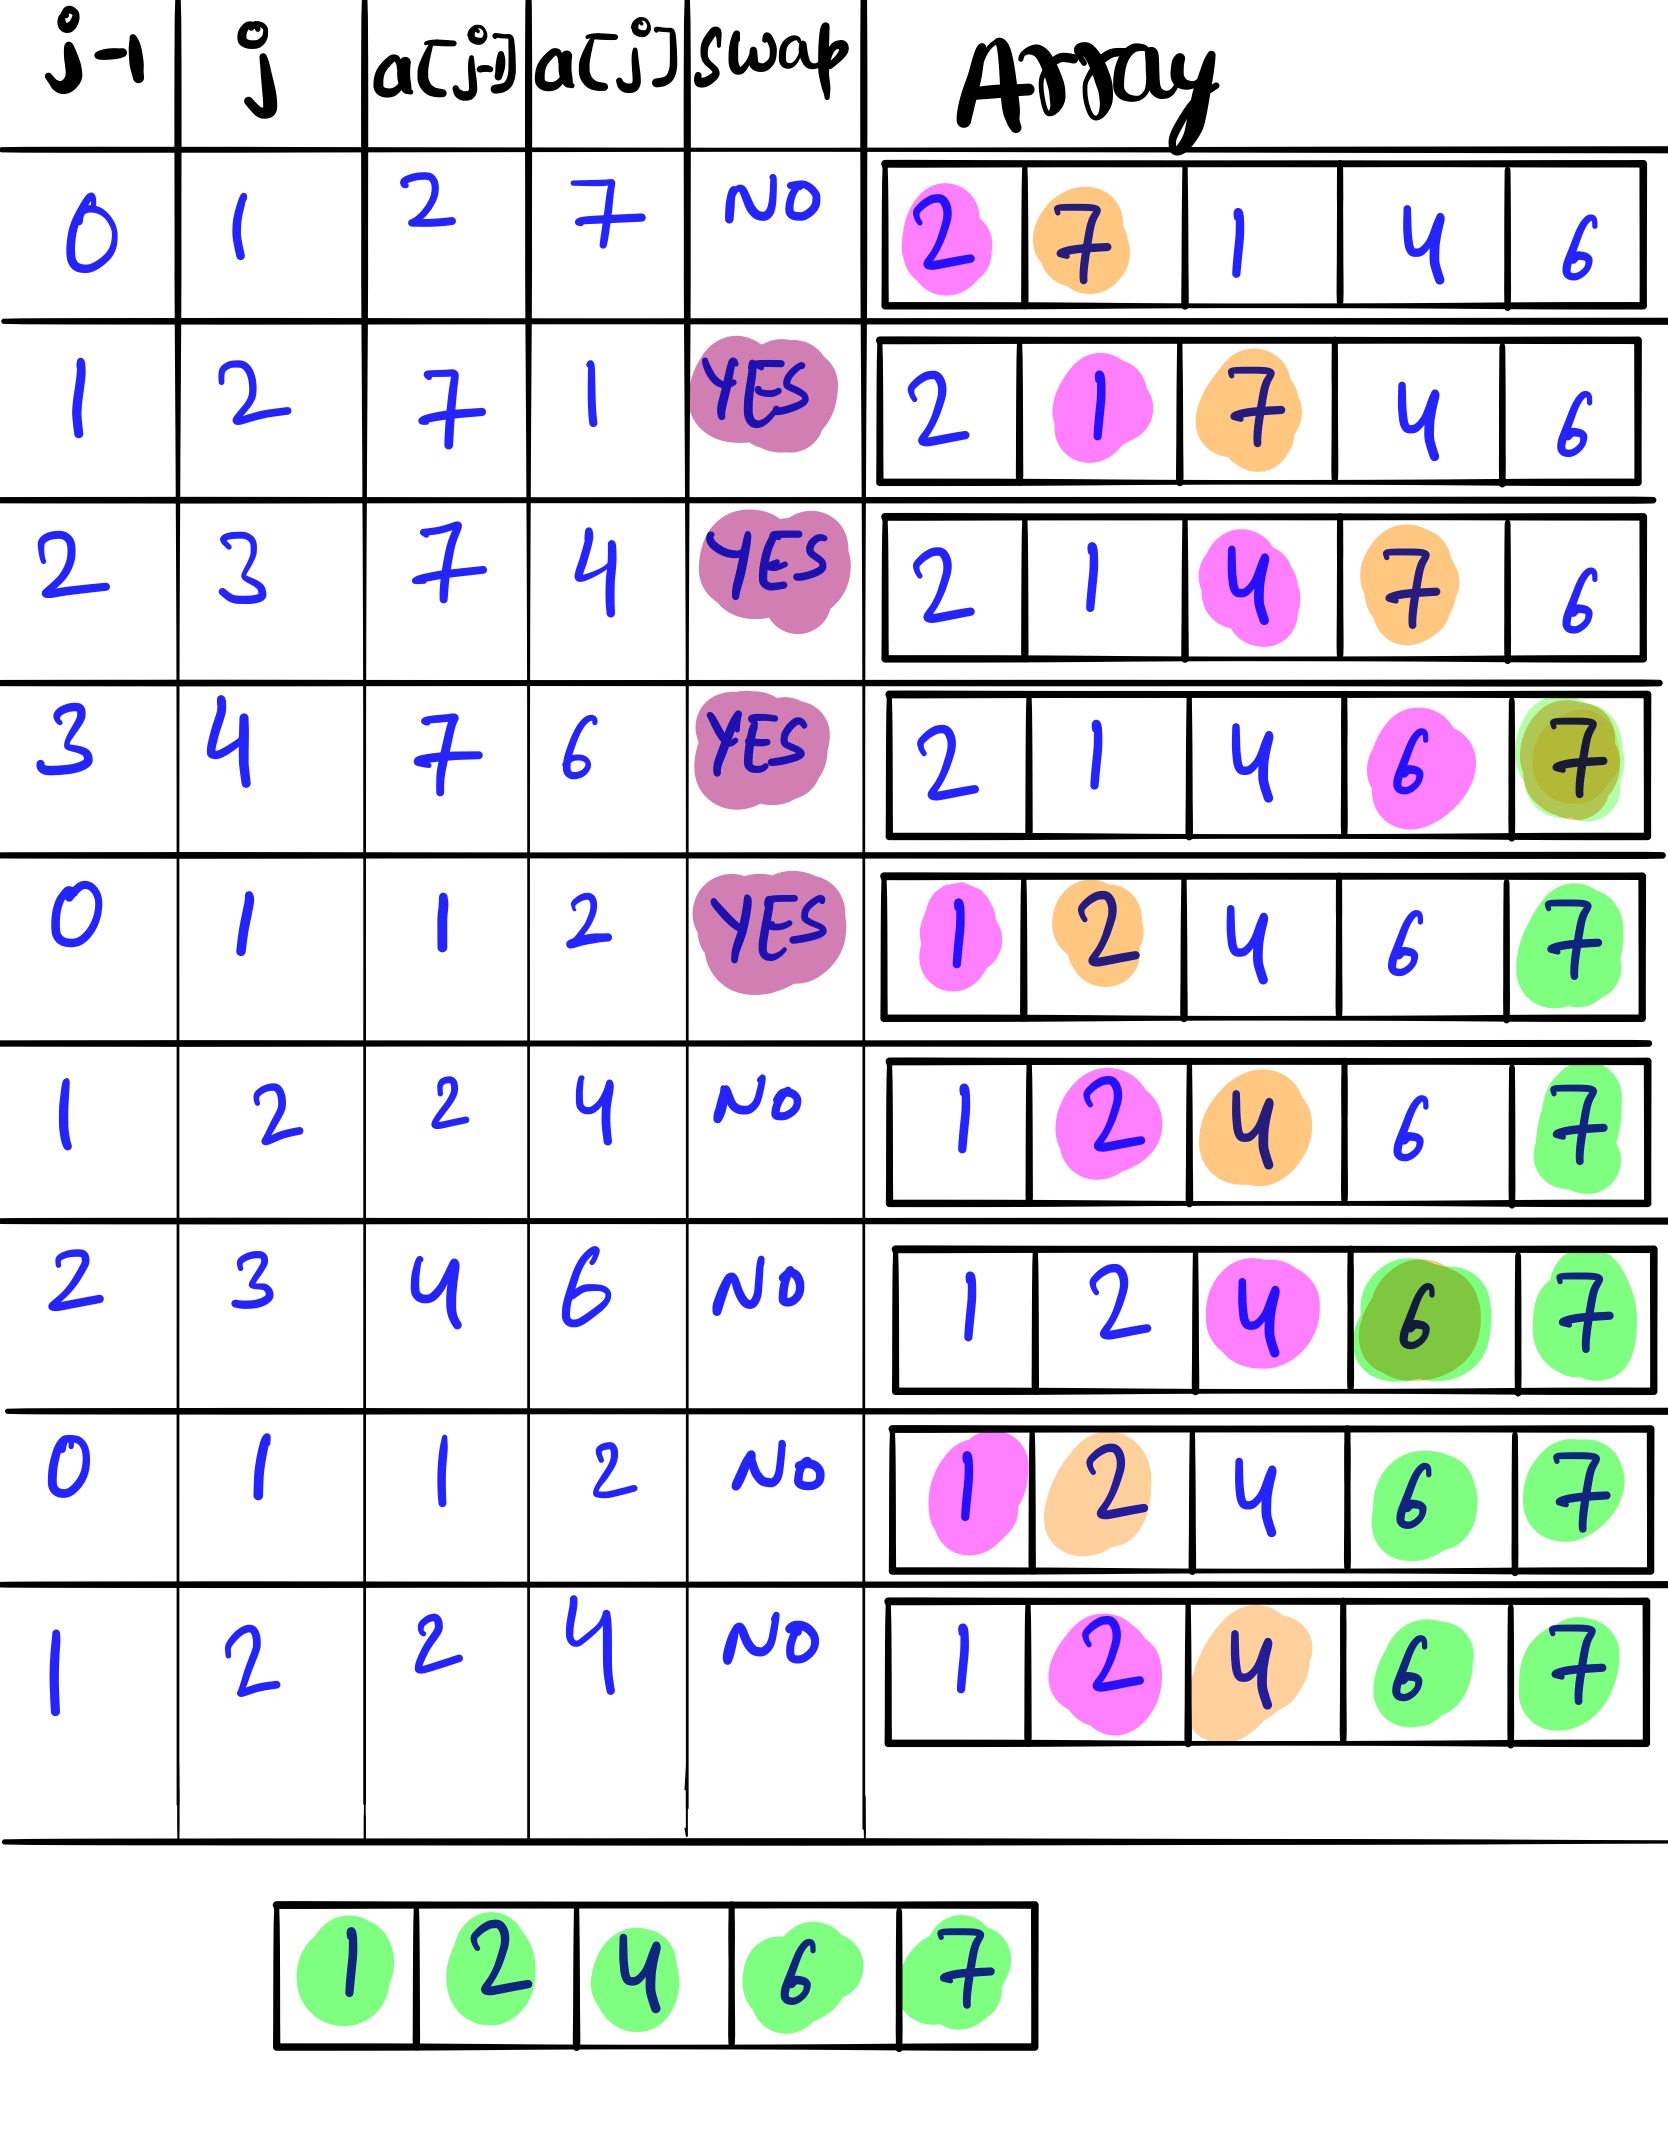 j-1 j a[j-1] a[j] swap Array
0 1 2 7 NO 2 7 1 4 6
1 2 7 1 YES 2 1 7 4 6
2 3 7 4 YES 2 1 4 7 6
3 4 7 6 YES 2 1 4 6 7
0 1 1 2 YES 1 2 4 6 7
1 2 2 4 NO 1 2 4 6 7
2 3 4 6 NO 1 2 4 6 7
0 1 1 2 NO 1 2 4 6 7
1 2 2 4 NO 1 2 4 6 7
1 2 4 6 7